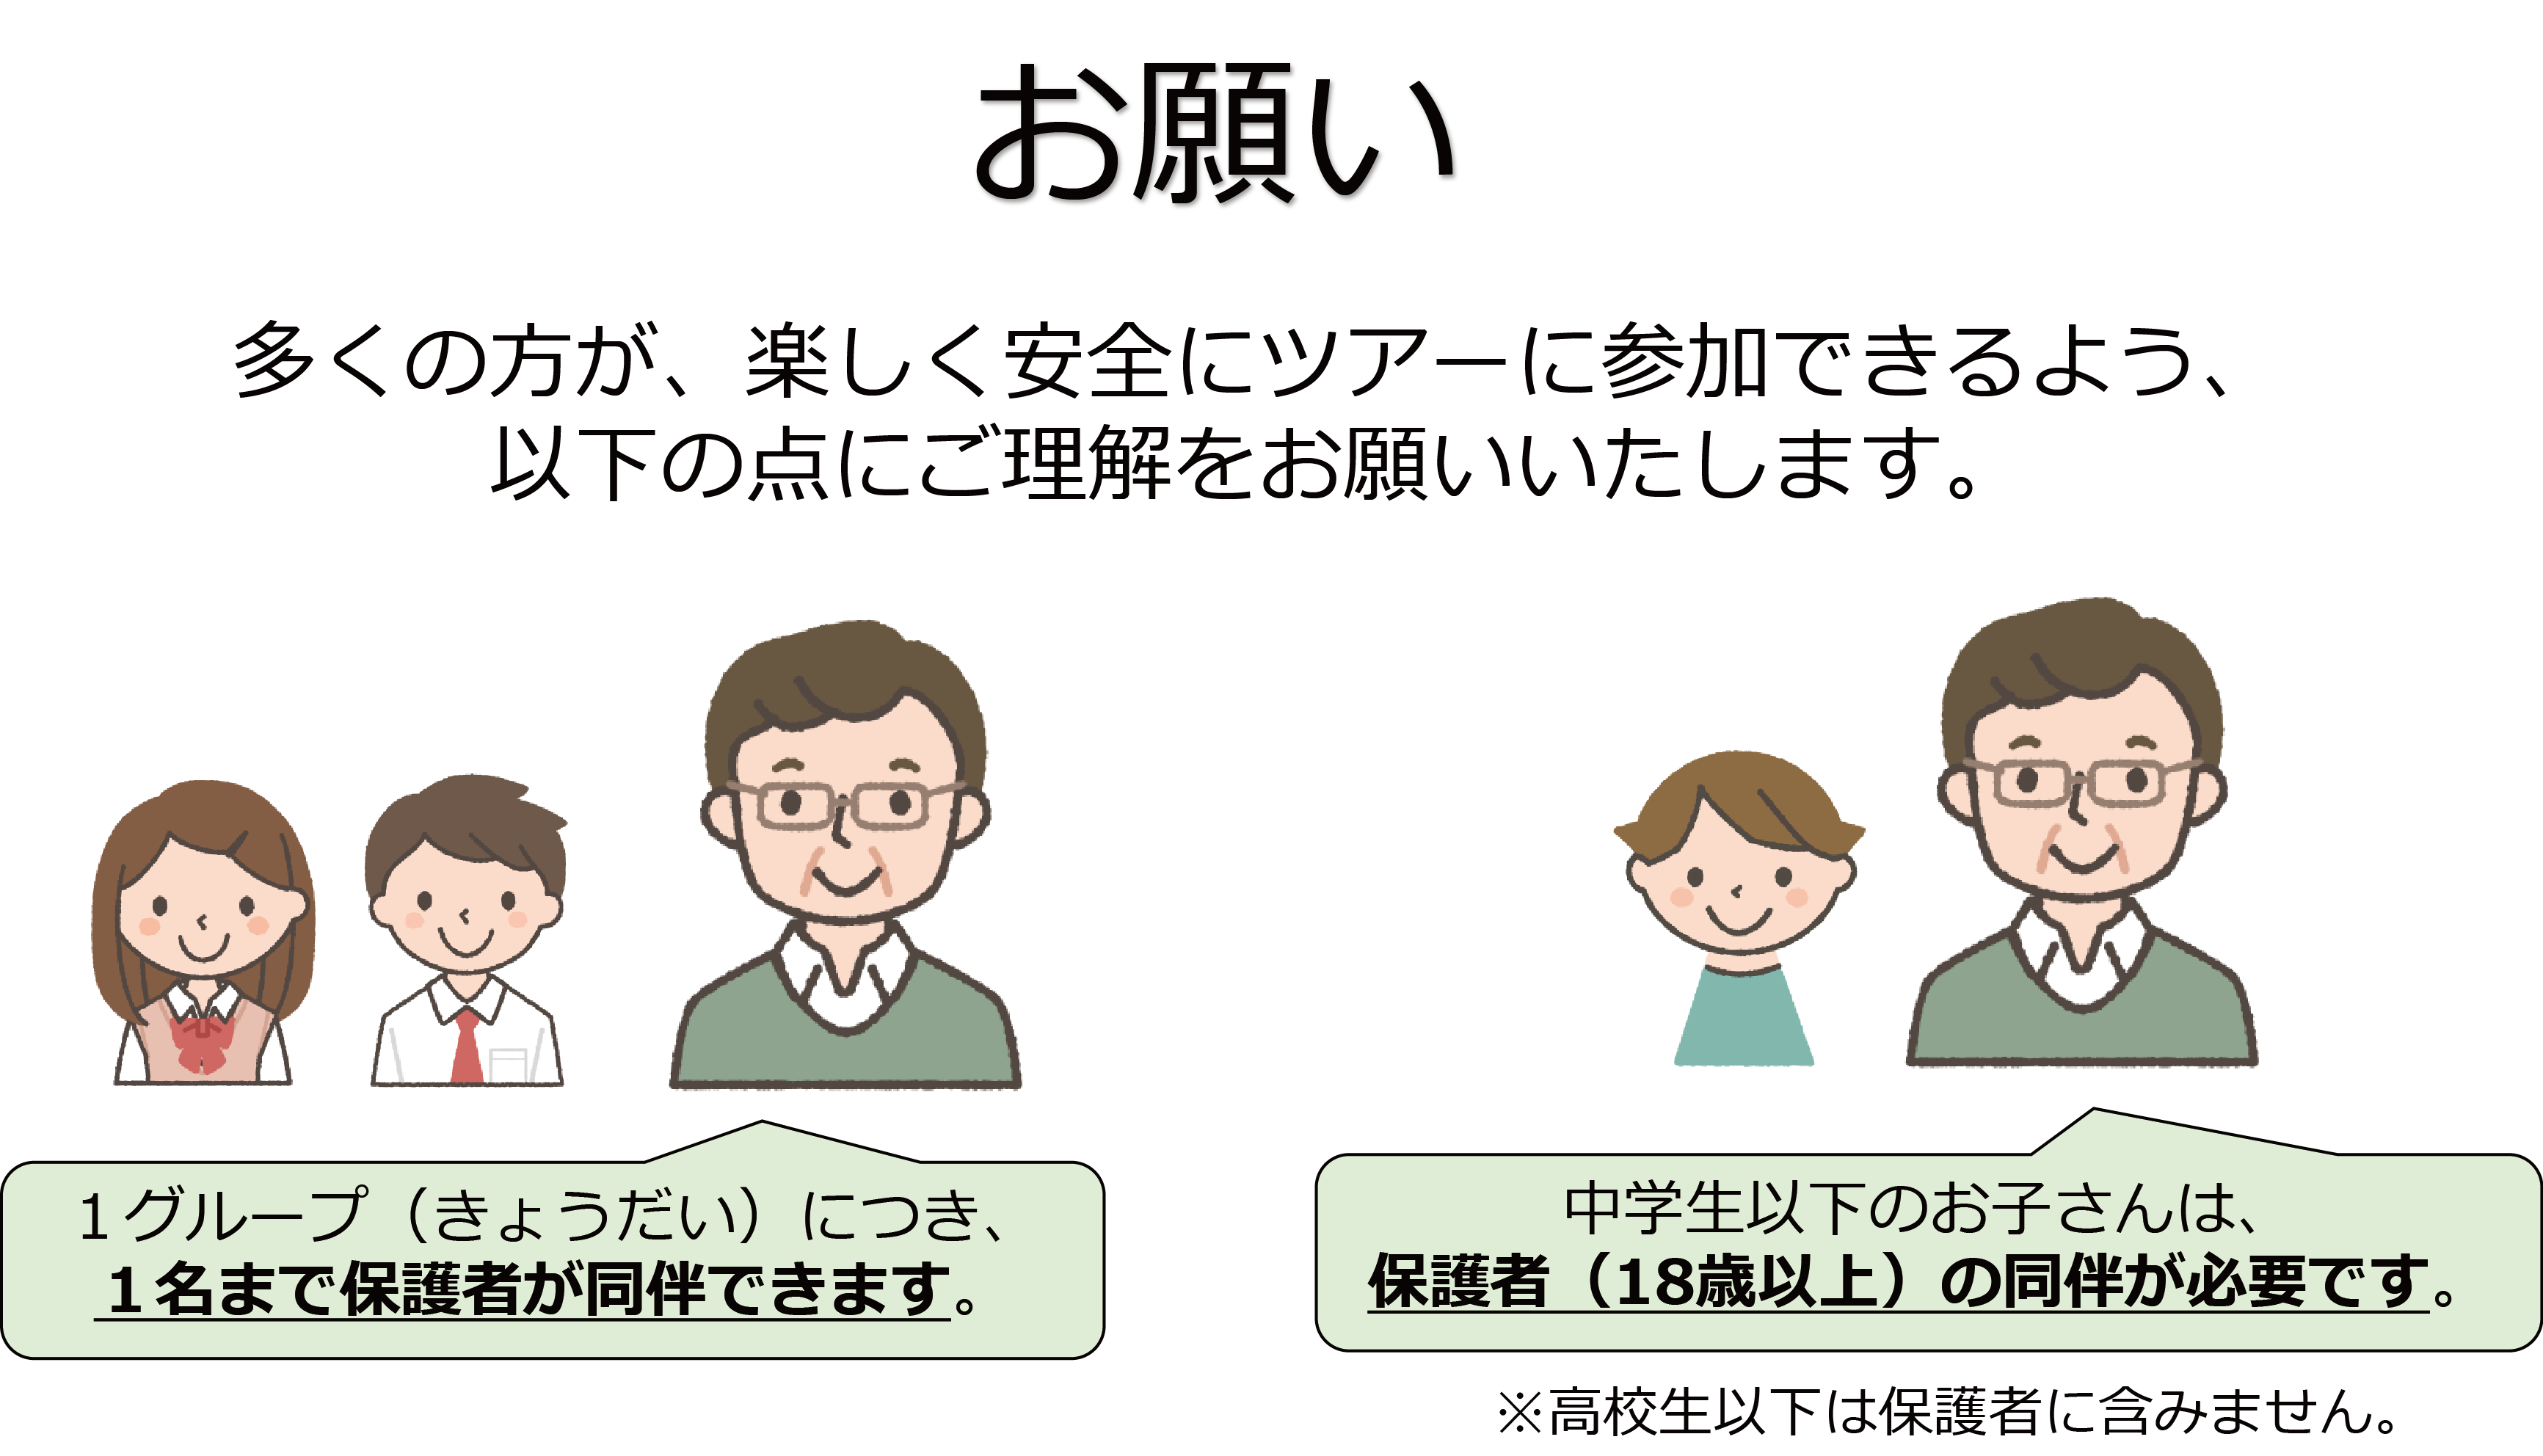 お願い
多くの方が、楽しく安全にツアーに参加できるよう、
以下の点にご理解をお願いいたします。
１グループ（きょうだい）につき、
１名まで保護者が同伴できます。
中学生以下のお子さんは、
保護者（18歳以上）の同伴が必要です。
※高校生以下は保護者に含みません。